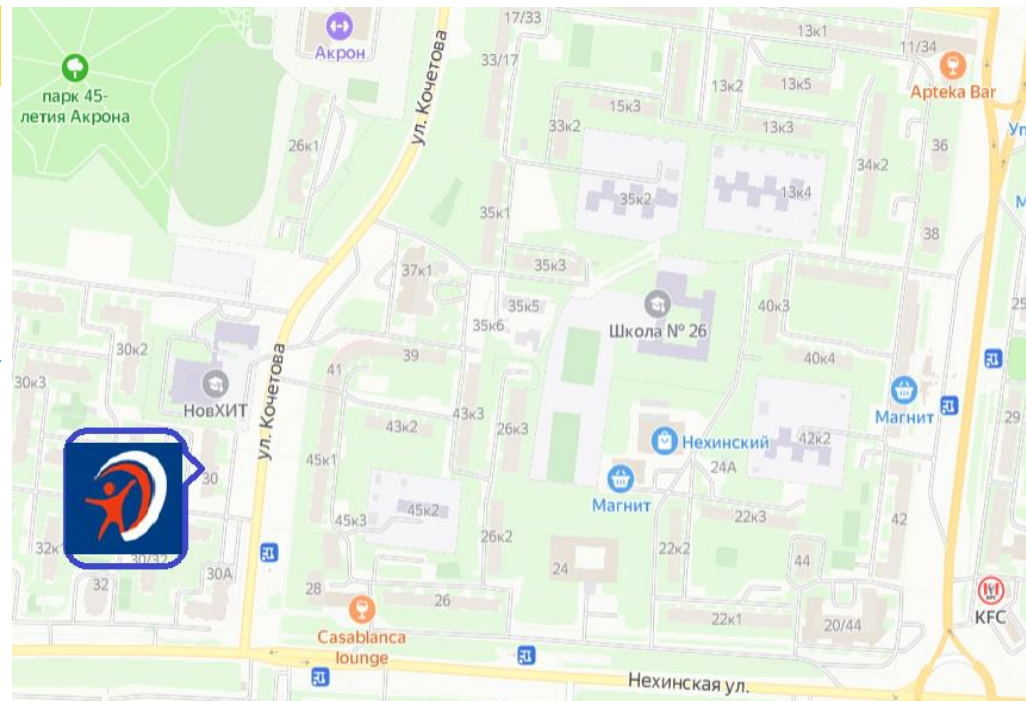 17/33
13к1
11/34
Акрон
33/17
ул. Кочетова
Apteka Bar
парк 45-
летия Акрона
15к3
13к2
13к5
33к2
13к3
26к1
36
34к2
35к2
13к4
35к1
38
37к1
35к3
35к5
40к3
35к6
Школа № 26
30к2
39
40к4
41
30к3
НовХИТ
ул. Кочетова
Магнит
43к3
43к2
26к3
Нехинский
42к2
29
45к1
24А
30
Магнит
45к2
45к3
22к3
42
26к2
22к2
30/32
30А
32
24
44
28
26
KFC
22к1
20/44
Casablanca
lounge
Нехинская ул.